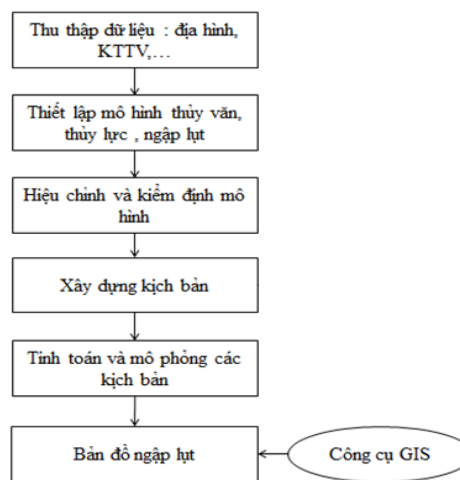 Thu thập dữ liệu : địa hình,
KTTV,…
Thiết lập mô hình thủy văn,
thủy lực , ngập lụt
Hiệu chỉnh và kiểm định mô
hình
Xây dựng kịch bản
Tính toán và mô phỏng các
kịch bản
Bản đồ ngập lụt
Công cụ GIS